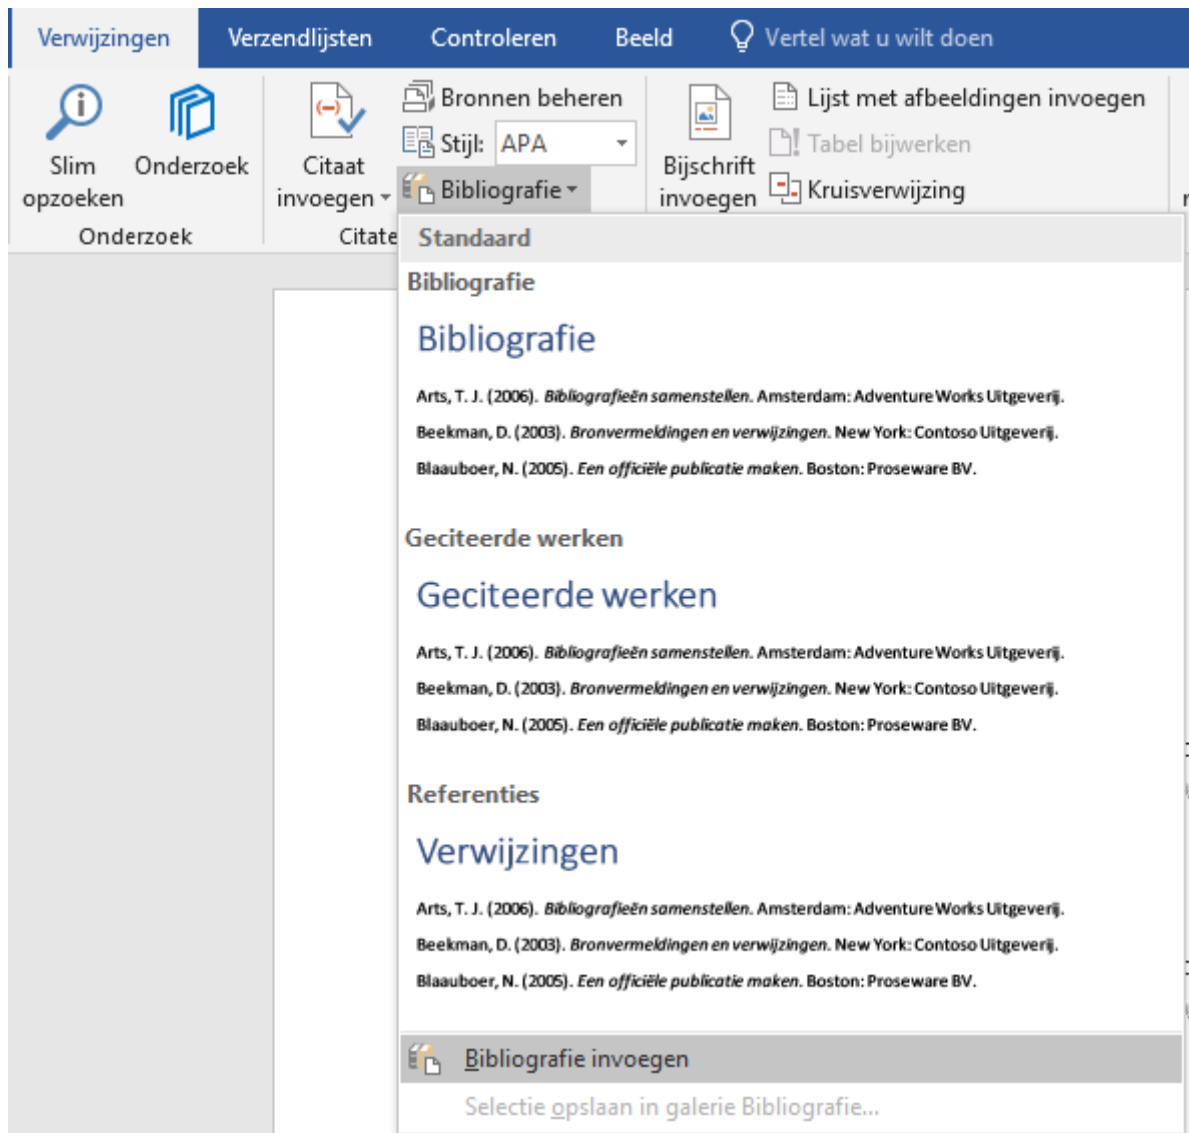 Verwijzingen Verzendlijsten Controleren Beeld Vertel wat u wilt doen
Slim opzoeken
Onderzoek
Onderzoek
Citaat invoegen
Bronnen beheren
Stijl: APA
Bibliografie
Citate
Bijschrift invoegen
Lijst met afbeeldingen invoegen
Tabel bijwerken
Kruisverwijzing
Standaard
Bibliografie
Bibliografie
Arts, T. J. (2006). Bibliografieën samenstellen. Amsterdam: Adventure Works Uitgeverij.
Beekman, D. (2003). Bronvermeldingen en verwijzingen. New York: Contoso Uitgeverij.
Blaauboer, N. (2005). Een officiële publicatie maken. Boston: Proseware BV.
Geciteerde werken
Geciteerde werken
Arts, T. J. (2006). Bibliografieën samenstellen. Amsterdam: Adventure Works Uitgeverij.
Beekman, D. (2003). Bronvermeldingen en verwijzingen. New York: Contoso Uitgeverij.
Blaauboer, N. (2005). Een officiële publicatie maken. Boston: Proseware BV.
Referenties
Verwijzingen
Arts, T. J. (2006). Bibliografieën samenstellen. Amsterdam: Adventure Works Uitgeverij.
Beekman, D. (2003). Bronvermeldingen en verwijzingen. New York: Contoso Uitgeverij.
Blaauboer, N. (2005). Een officiële publicatie maken. Boston: Proseware BV.
Bibliografie invoegen
Selectie opslaan in galerie Bibliografie...